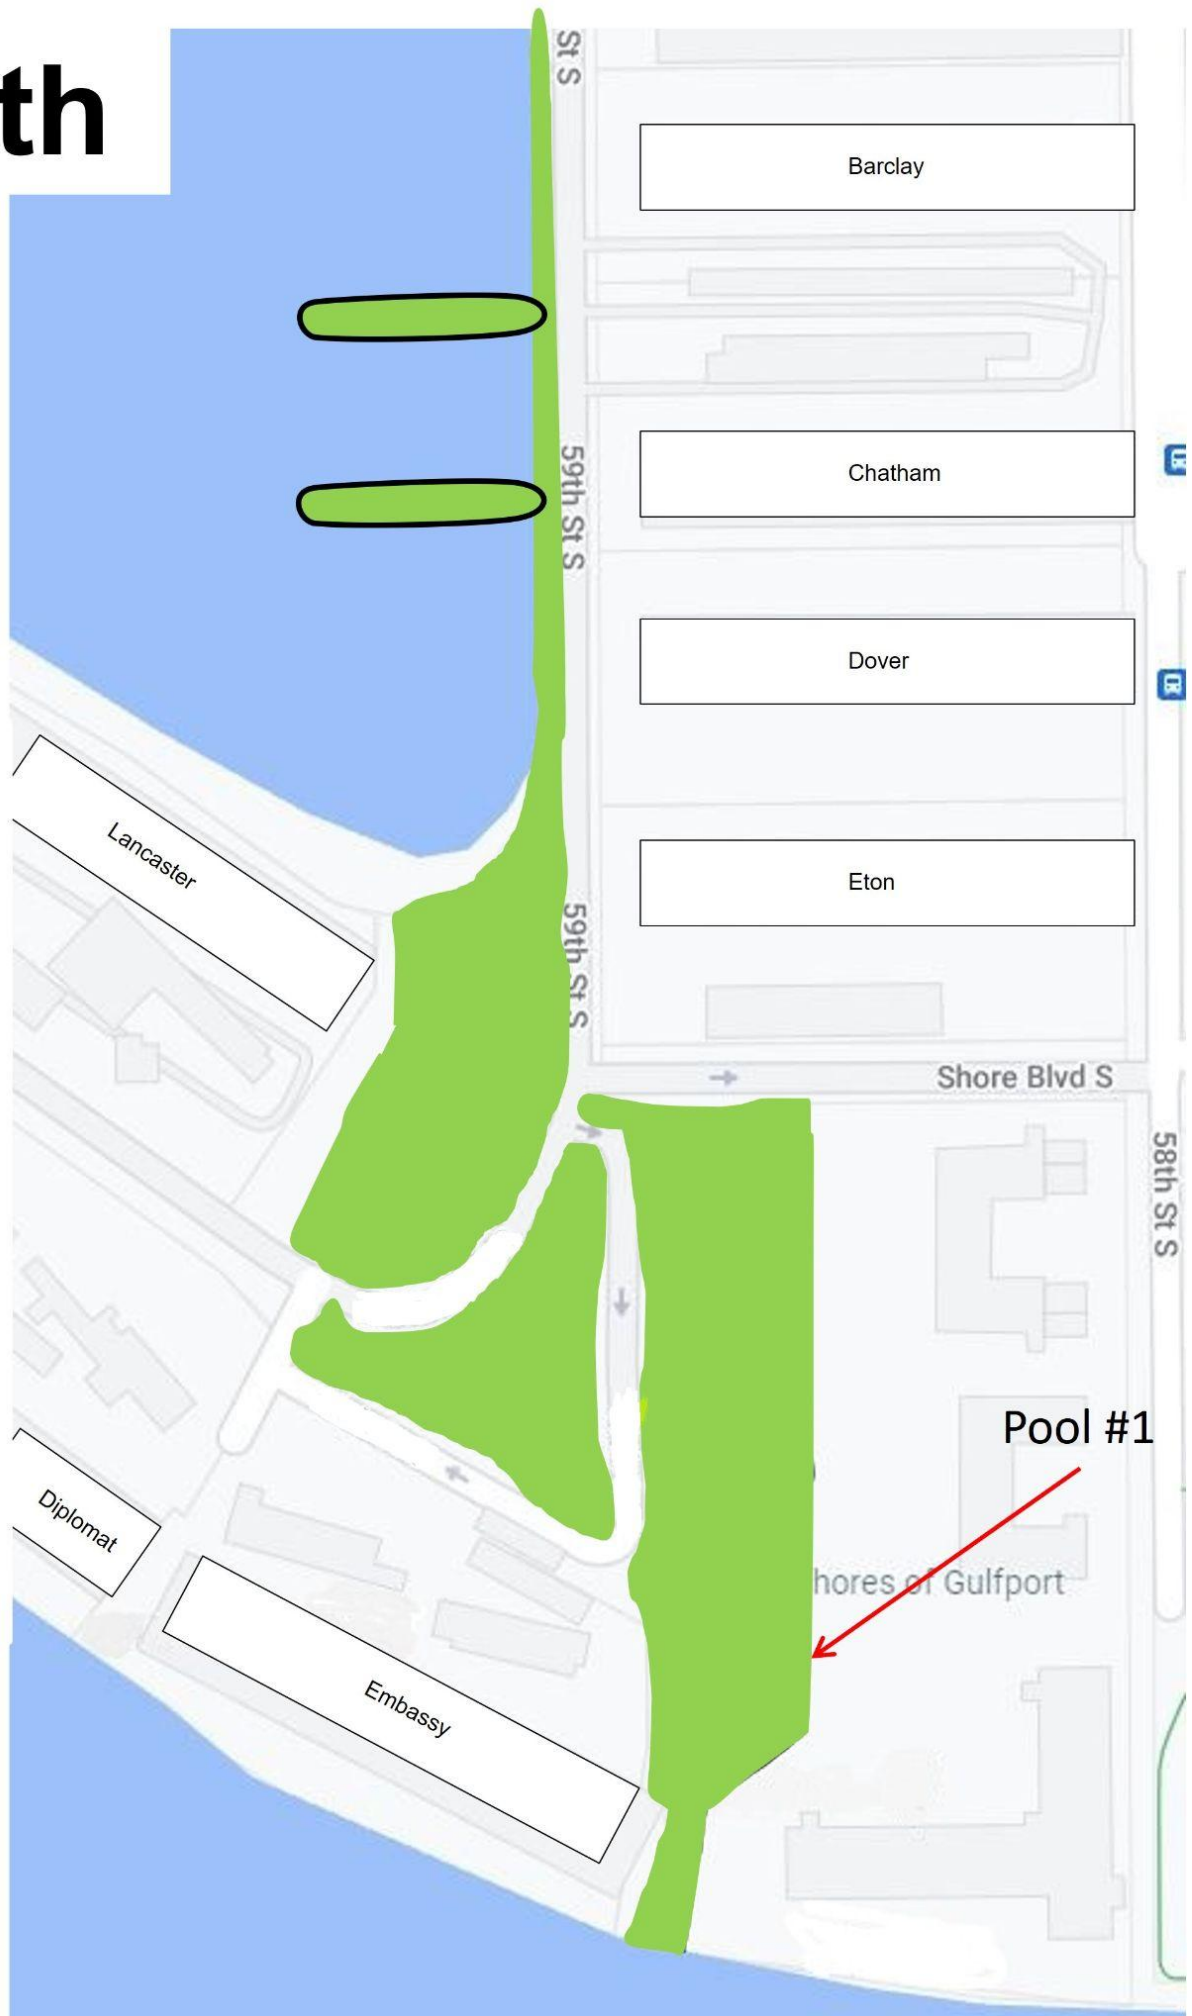 th
St S
Barclay
59th St S
Chatham
Dover
Lancaster
Eton
59th St S
Shore Blvd S
58th St S
Pool #1
Diplomat
hores of Gulfport
Embassy